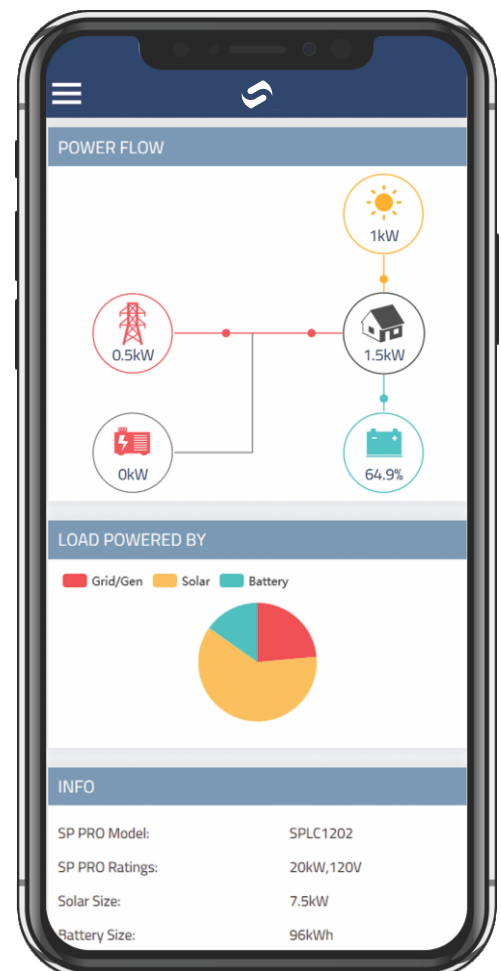 POWER FLOW
1kW
0.5kW
1.5kW
0kW
64.9%
LOAD POWERED BY
Grid/Gen Solar Battery
INFO
SP PRO Model: SPLC1202
SP PRO Ratings: 20kW,120V
Solar Size: 7.5kW
Battery Size: 96kWh